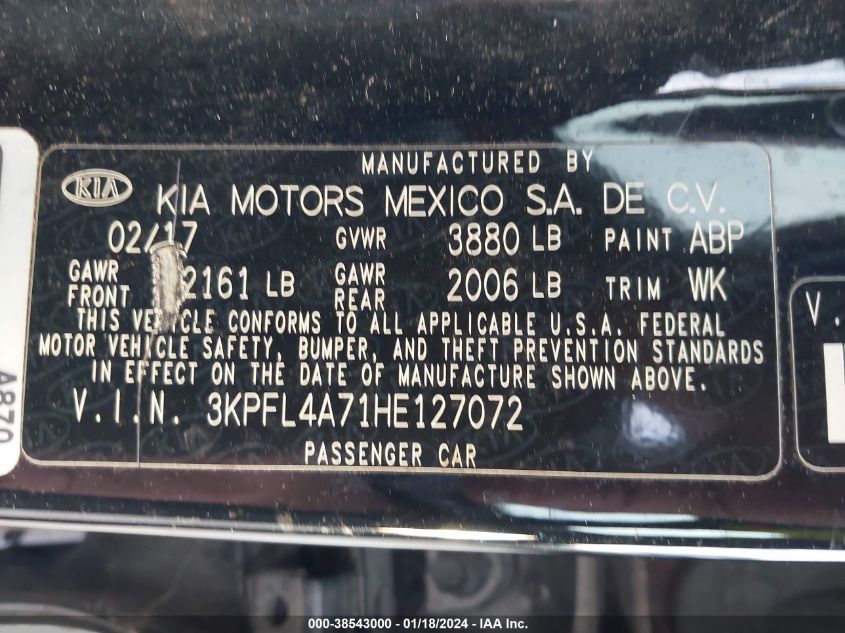 MANUFACTURED BY
KIA KIA MOTORS MEXICO S.A. DE C.V.
02/17 GVWR 3880 LB PAINT ABP
GAWR FRONT 2161 LB GAWR REAR 2006 LB TRIM WK
THIS VEHICLE CONFORMS TO ALL APPLICABLE U.S.A. FEDERAL
MOTOR VEHICLE SAFETY, BUMPER, AND THEFT PREVENTION STANDARDS
IN EFFECT ON THE DATE OF MANUFACTURE SHOWN ABOVE.
V.I.N. 3KPFL4A71HE127072
PASSENGER CAR
A870
V.
000-38543000 - 01/18/2024 - IAA, Inc.